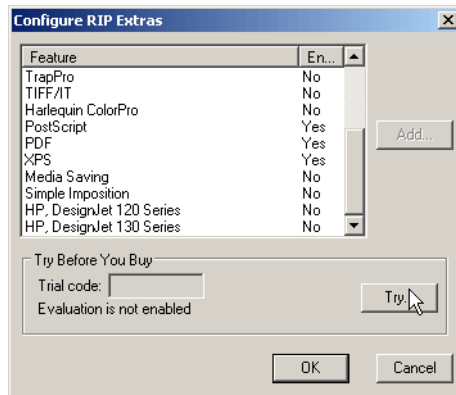 Configure RIP Extras
Feature En...
TrapPro No
TIFF/IT No
Harlequin ColorPro No
PostScript Yes
PDF Yes
XPS Yes
Media Saving No
Simple Imposition No
HP, DesignJet 120 Series No
HP, DesignJet 130 Series No
Add...
Try Before You Buy
Trial code:
Evaluation is not enabled
Try.
OK Cancel